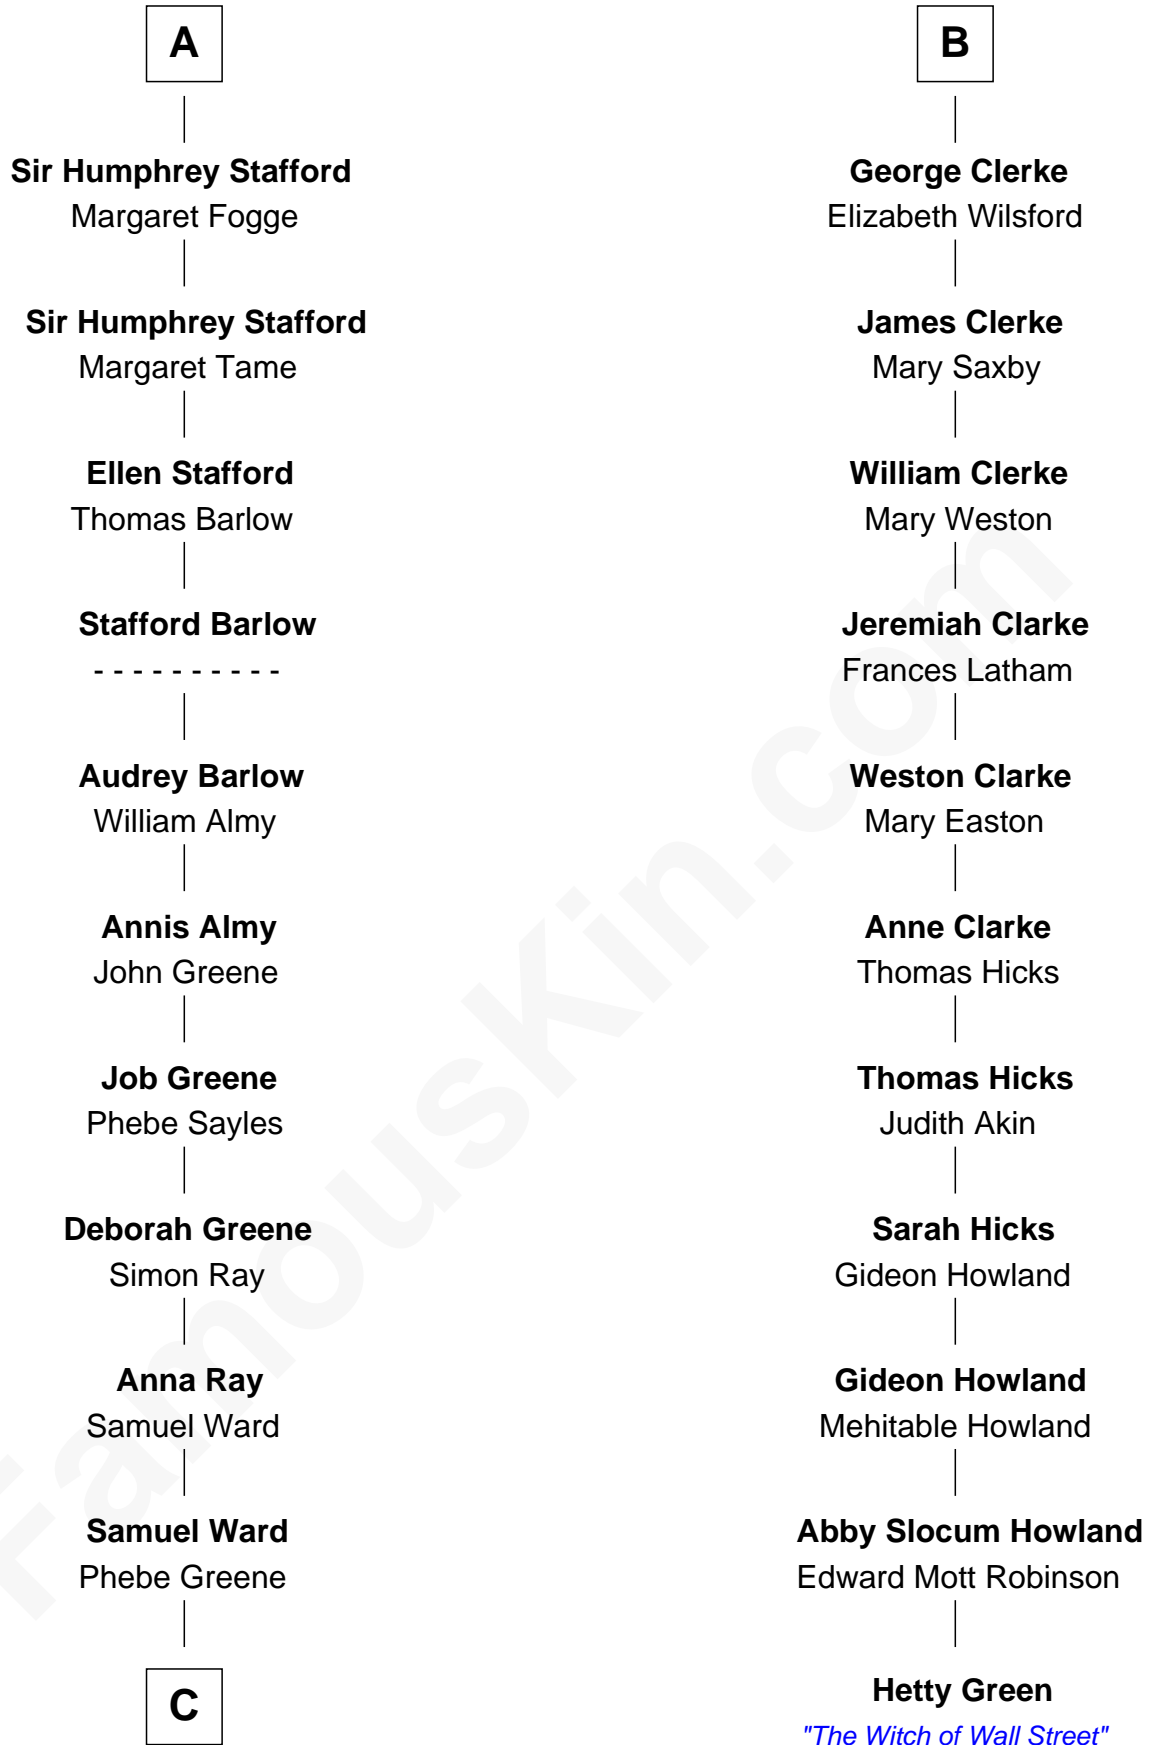 A
Sir Humphrey Stafford
Margaret Fogge
Sir Humphrey Stafford
Margaret Tame
Ellen Stafford
Thomas Barlow
Stafford Barlow
- - - - - - - - - -
Audrey Barlow
William Almy
Annis Almy
John Greene
Job Greene
Phebe Sayles
Deborah Greene
Simon Ray
Anna Ray
Samuel Ward
Samuel Ward
Phebe Greene
C
B
George Clerke
Elizabeth Wilsford
James Clerke
Mary Saxby
William Clerke
Mary Weston
Jeremiah Clarke
Frances Latham
Weston Clarke
Mary Easton
Anne Clarke
Thomas Hicks
Thomas Hicks
Judith Akin
Sarah Hicks
Gideon Howland
Gideon Howland
Mehitable Howland
Abby Slocum Howland
Edward Mott Robinson
Hetty Green
"The Witch of Wall Street"
FamousKin.com